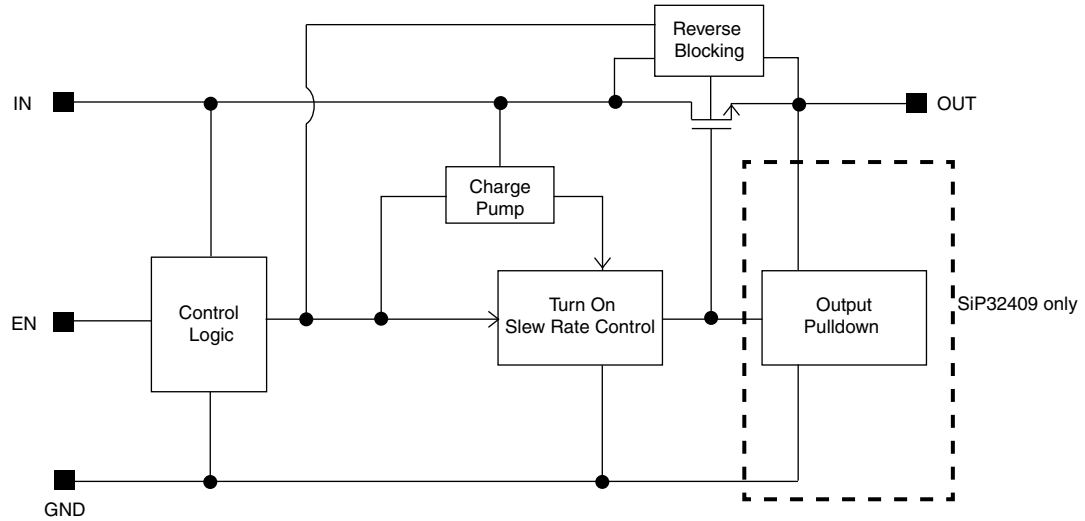 Reverse
Blocking
IN
OUT
Charge
Pump
Control
Logic
EN
Turn On
Slew Rate Control
Output
Pulldown
SiP32409 only
GND